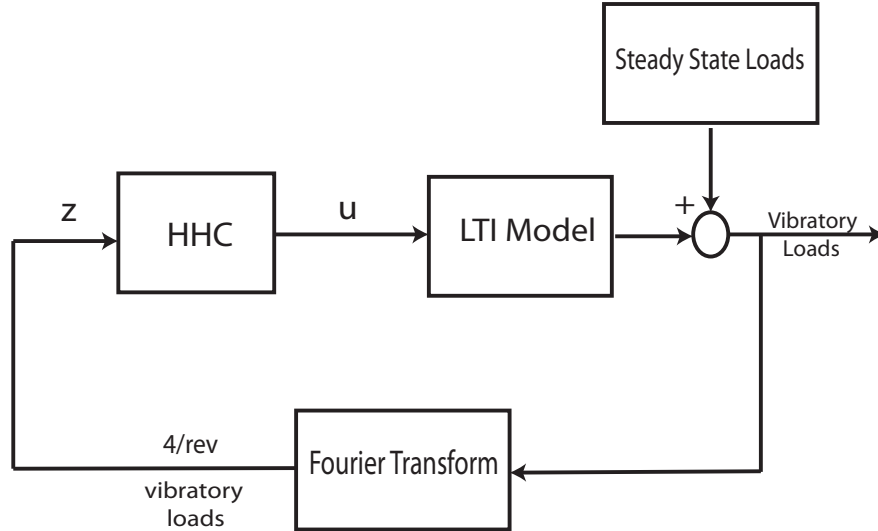 Steady State Loads
z
HHC
u
LTI Model
+
Vibratory
Loads
4/rev
vibratory
loads
Fourier Transform